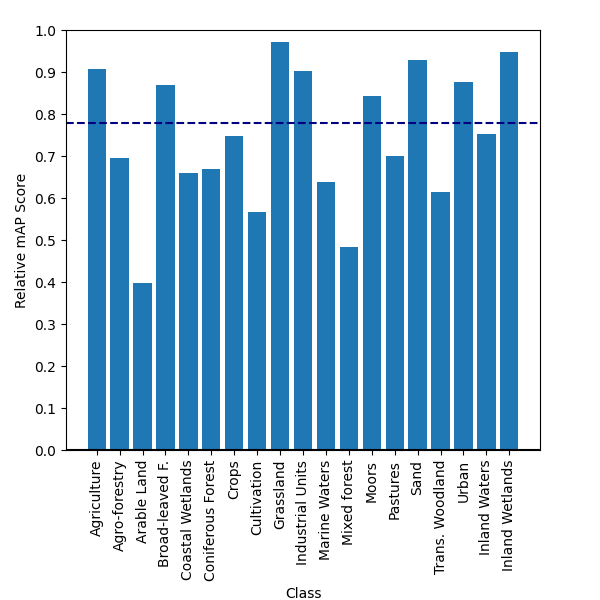 1.0
0.9
0.8
0.7
0.6
0.5
0.4
0.3
0.2
0.1
0.0
Relative mAP Score
Agriculture
Agro-forestry
Arable Land
Broad-leaved F.
Coastal Wetlands
Coniferous Forest
Crops
Cultivation
Grassland
Industrial Units
Marine Waters
Mixed forest
Moors
Pastures
Sand
Trans. Woodland
Urban
Inland Waters
Inland Wetlands
Class